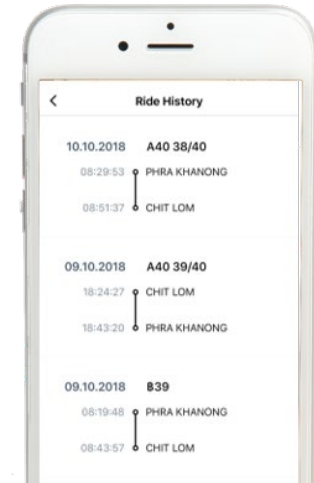 Ride History
10.10.2018 A40 38/40
08:29:53 PHRA KHANONG
08:51:37 CHIT LOM
09.10.2018 A40 39/40
18:24:27 CHIT LOM
18:43:20 PHRA KHANONG
09.10.2018 ฿39
08:19:48 PHRA KHANONG
08:43:57 CHIT LOM